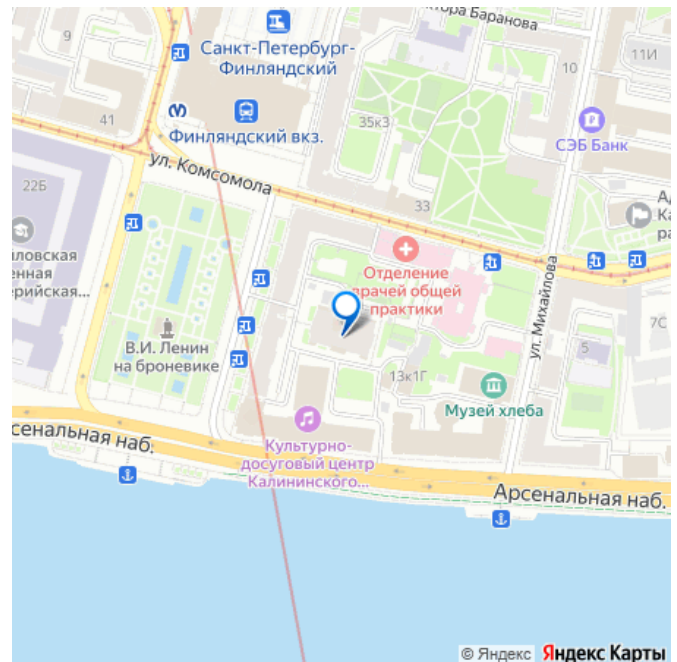 ктора Баранова
9
Санкт-Петербург-
Финляндский
11И
10
35к3
СЭБ Банк
41
Финляндский вкз.
ул. Комсомола
22Б
33
Ад
Ка
ра
йловская
енная
ерийская...
Отделение
врачей общей
практики
ул. Михайлова
7С
В.И. Ленин
на броневике
5
13к1Г
Музей хлеба
Культурно-
досуговый центр
Калининского...
рсенальная наб.
Арсенальная наб.
© Яндекс Яндекс Карты